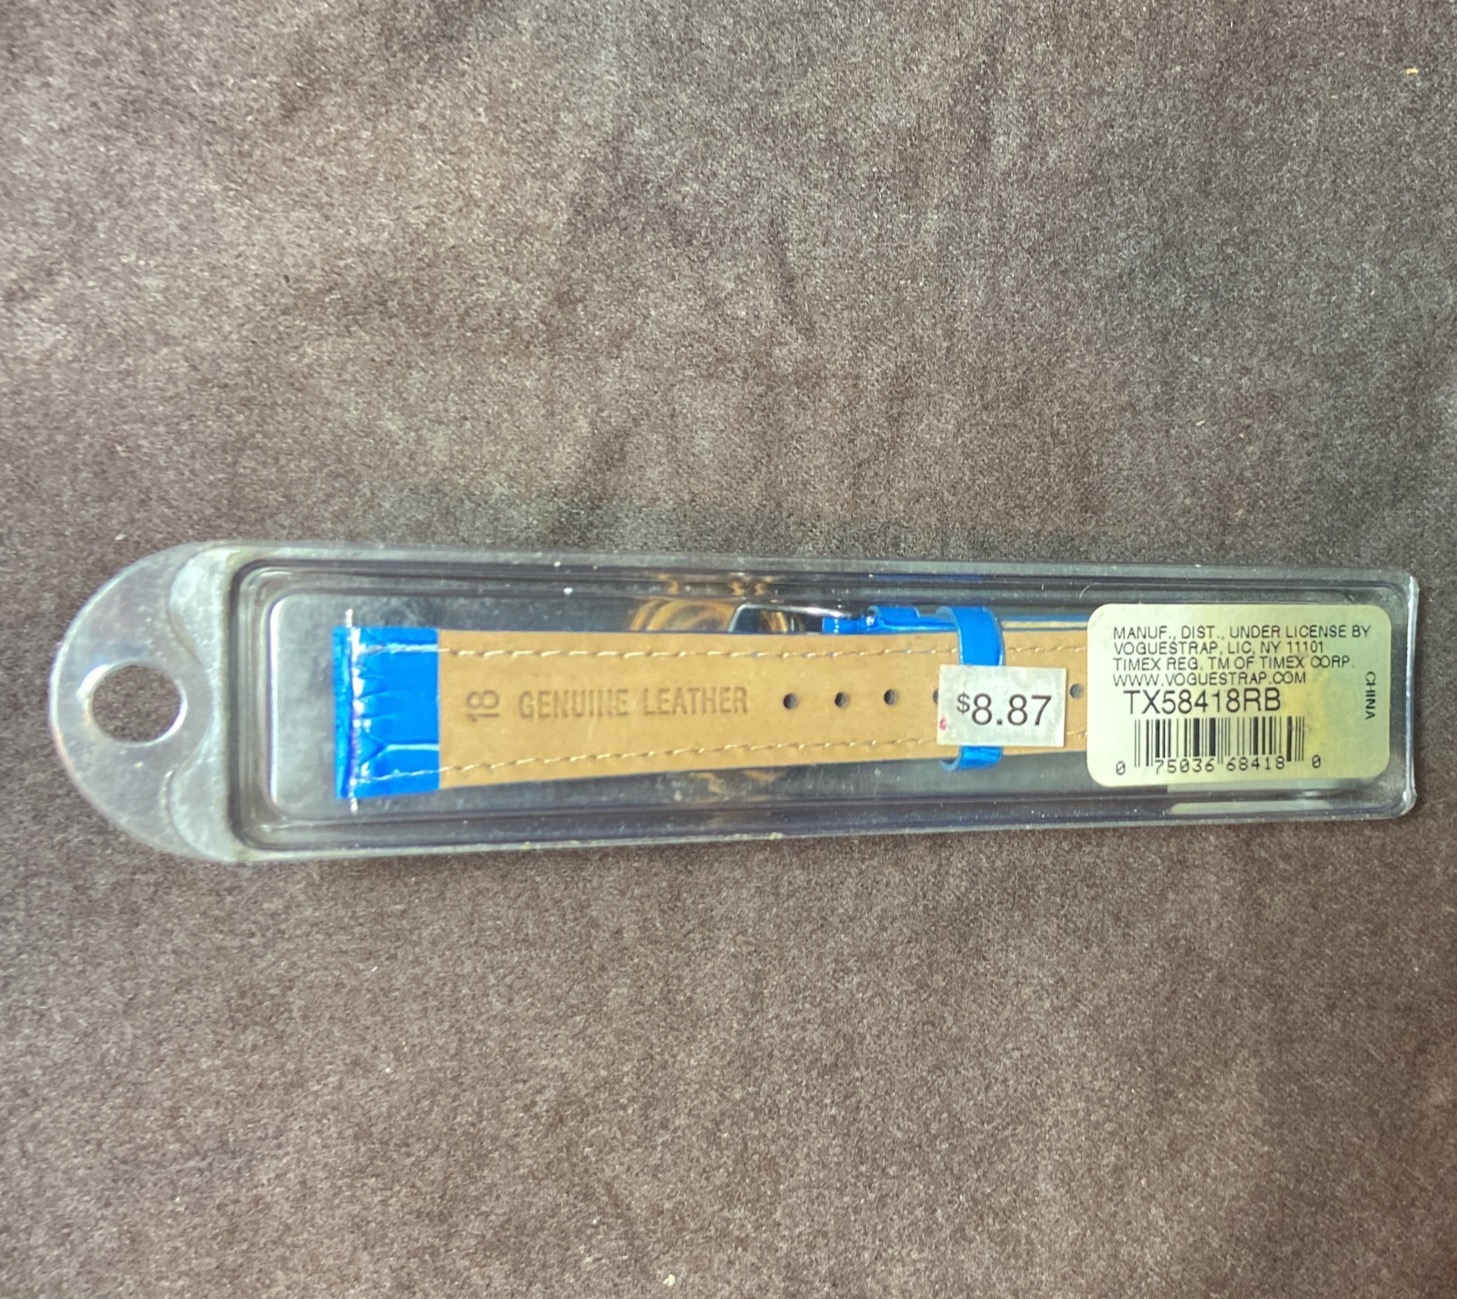 18 GENUINE LEATHER
$8.87
MANUF., DIST., UNDER LICENSE BY
VOGUESTRAP, LIC, NY 11101
TIMEX REG. TM OF TIMEX CORP.
WWW.VOGUESTRAP.COM
TX58418RB
0 75036 68418 0
CHINA